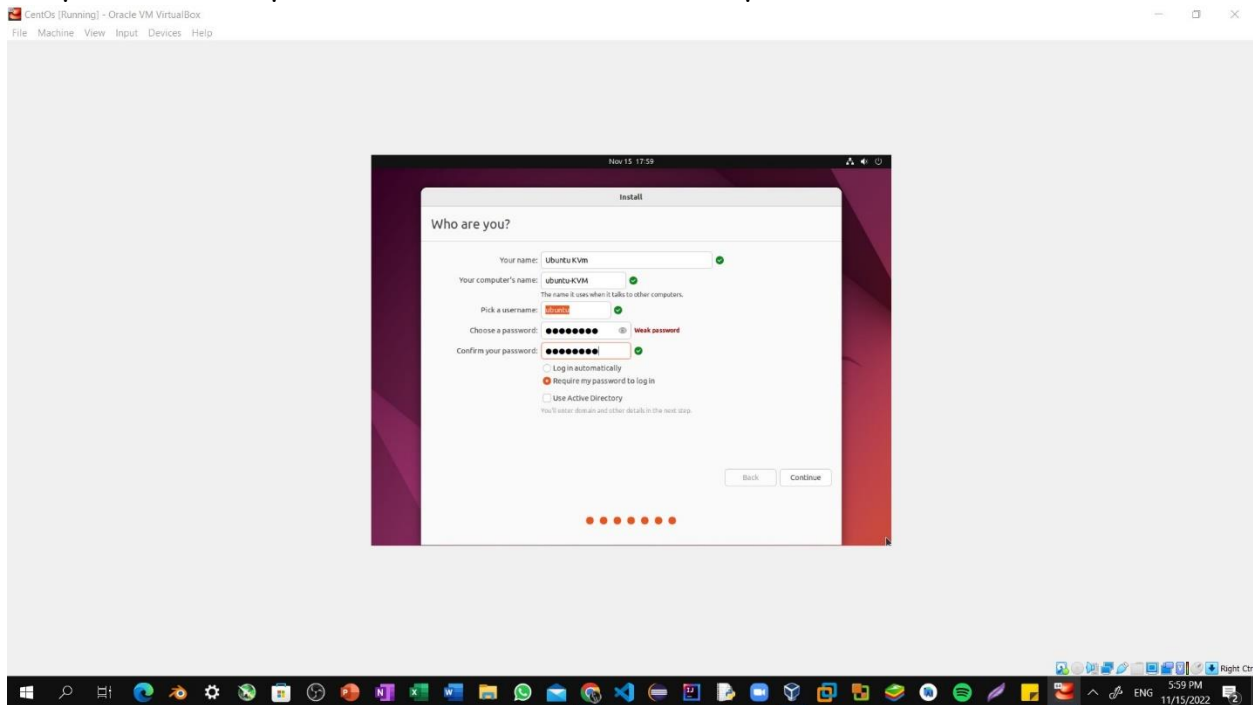 CentOs [Running] - Oracle VM VirtualBox
File Machine View Input Devices Help
Nov 15 17:59
Install
Who are you?
Your name: Ubuntu KVm
Your computer's name: ubuntu-KVM
The name it uses when it talks to other computers.
Pick a username: ubuntu
Choose a password: ●●●●●●●● Weak password
Confirm your password: ●●●●●●●●
Log in automatically
Require my password to log in
Use Active Directory
You'll enter domain and other details in the next step.
Back Continue
Right Ctr
ENG 5:59 PM
11/15/2022
2